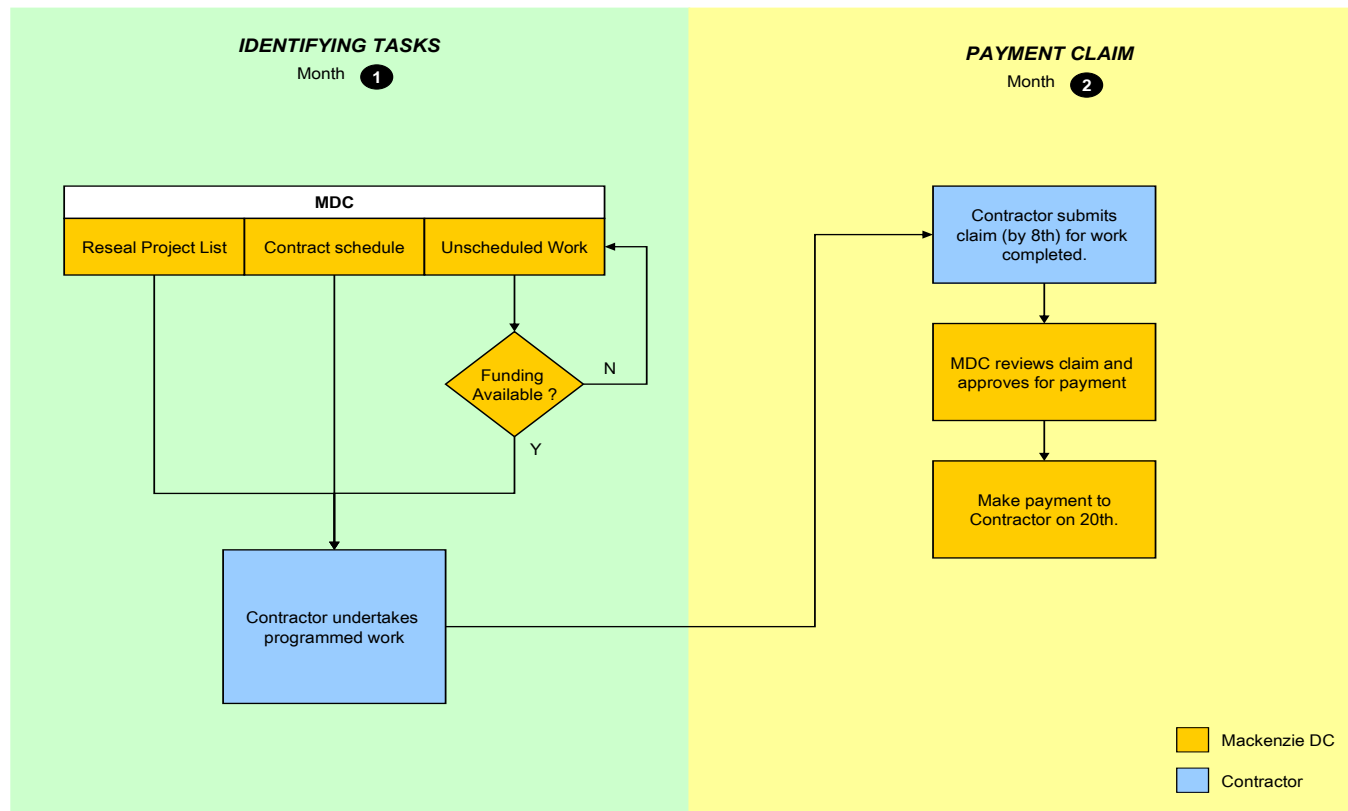 IDENTIFYING TASKS
Month 1
MDC
Reseal Project List
Contract schedule
Unscheduled Work
Funding
Available ?
N
Y
Contractor undertakes
programmed work
PAYMENT CLAIM
Month 2
Contractor submits
claim (by 8th) for work
completed.
MDC reviews claim and
approves for payment
Make payment to
Contractor on 20th.
Mackenzie DC
Contractor